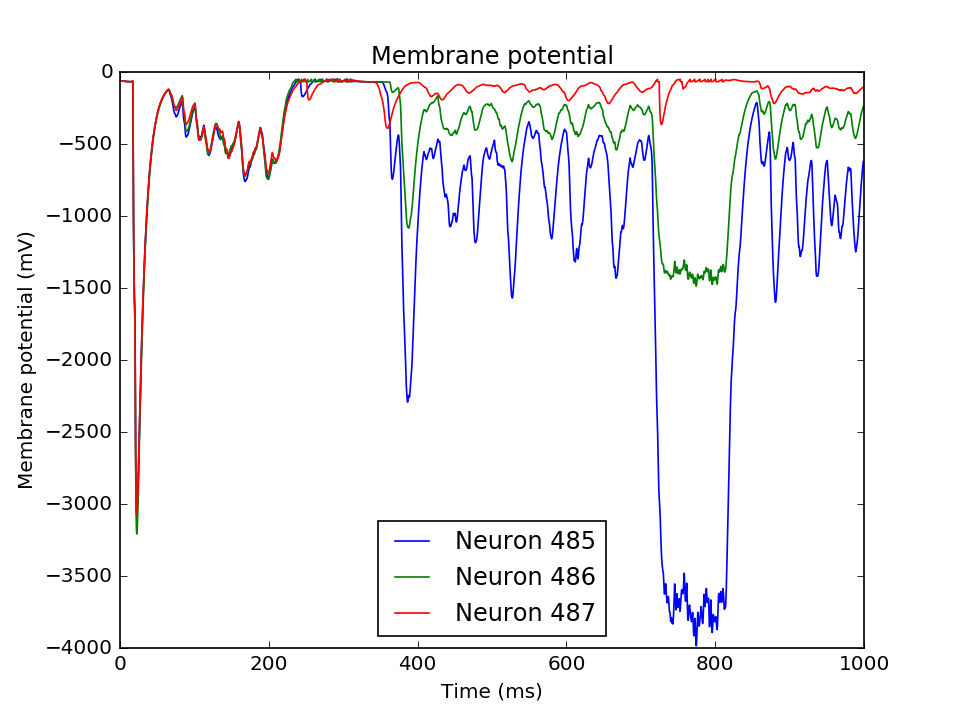 Membrane potential
0
−500
−1000
−1500
−2000
−2500
−3000
−3500
−4000
Membrane potential (mV)
Neuron 485
Neuron 486
Neuron 487
0 200 400 600 800 1000
Time (ms)